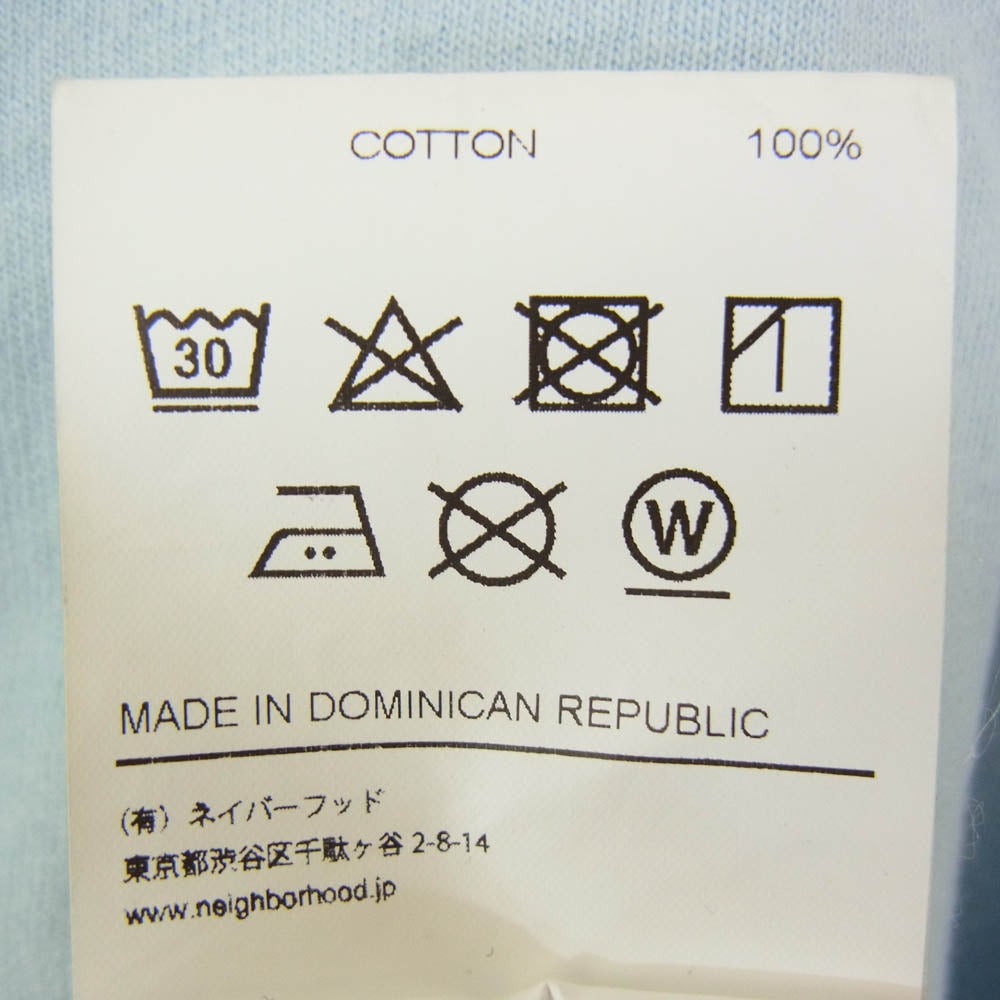 COTTON 100%
30
W
MADE IN DOMINICAN REPUBLIC
(有) ネイバーフッド
東京都渋谷区千駄ヶ谷 2-8-14
www.neighborhood.jp